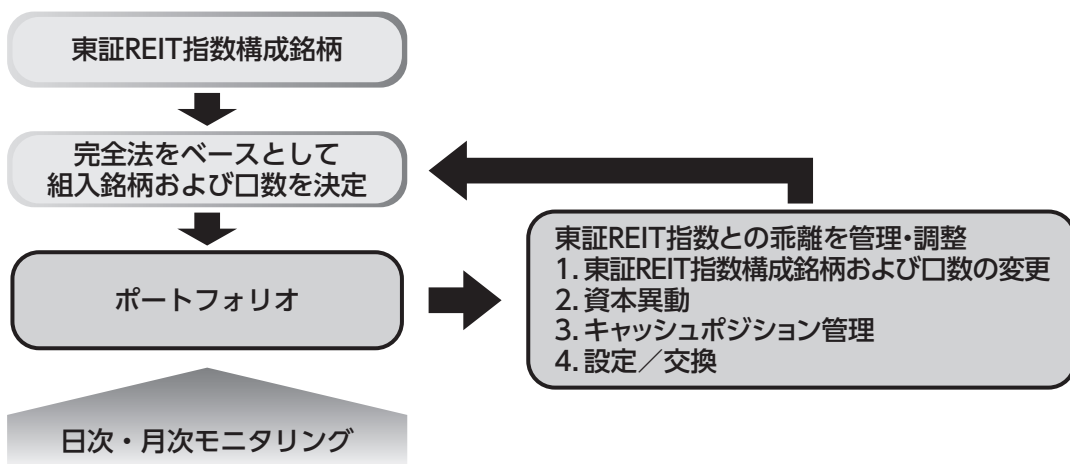 東証REIT指数構成銘柄
完全法をベースとして
組入銘柄および口数を決定
ポートフォリオ
東証REIT指数との乖離を管理・調整
1. 東証REIT指数構成銘柄および口数の変更
2. 資本異動
3. キャッシュポジション管理
4. 設定／交換
日次・月次モニタリング